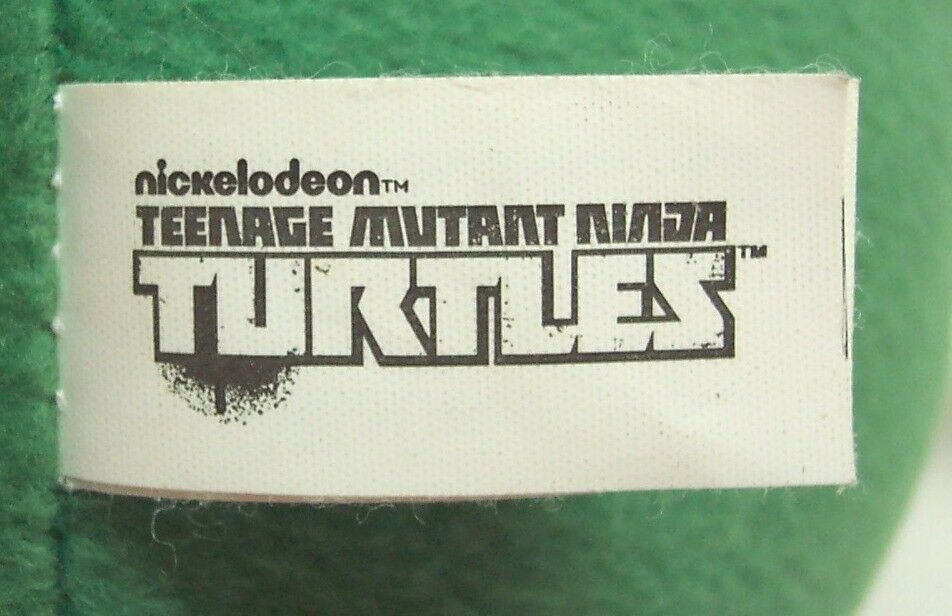 nickelodeon™
TEENAGE MUTANT NINJA
TURTLES™